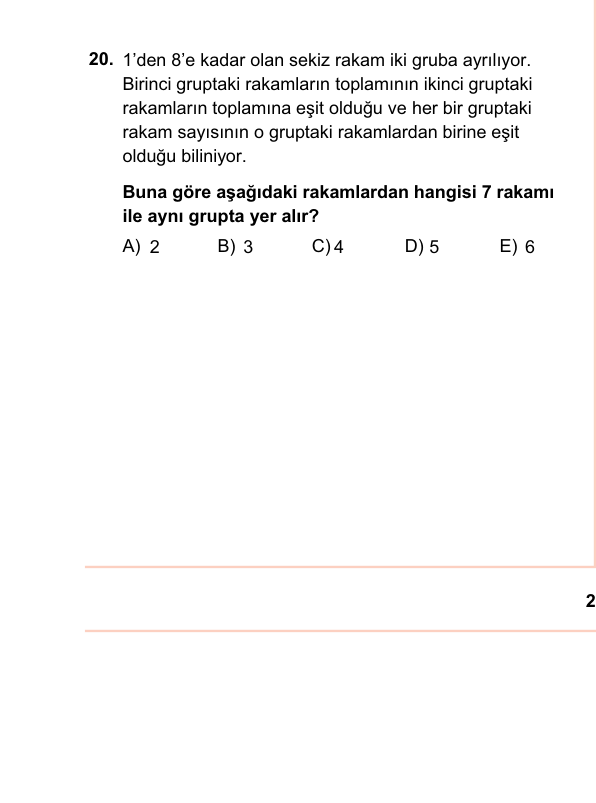 20. 1’den 8’e kadar olan sekiz rakam iki gruba ayrılıyor.
Birinci gruptaki rakamların toplamının ikinci gruptaki
rakamların toplamına eşit olduğu ve her bir gruptaki
rakam sayısının o gruptaki rakamlardan birine eşit
olduğu biliniyor.
Buna göre aşağıdaki rakamlardan hangisi 7 rakamı
ile aynı grupta yer alır?
A) 2 B) 3 C) 4 D) 5 E) 6
2